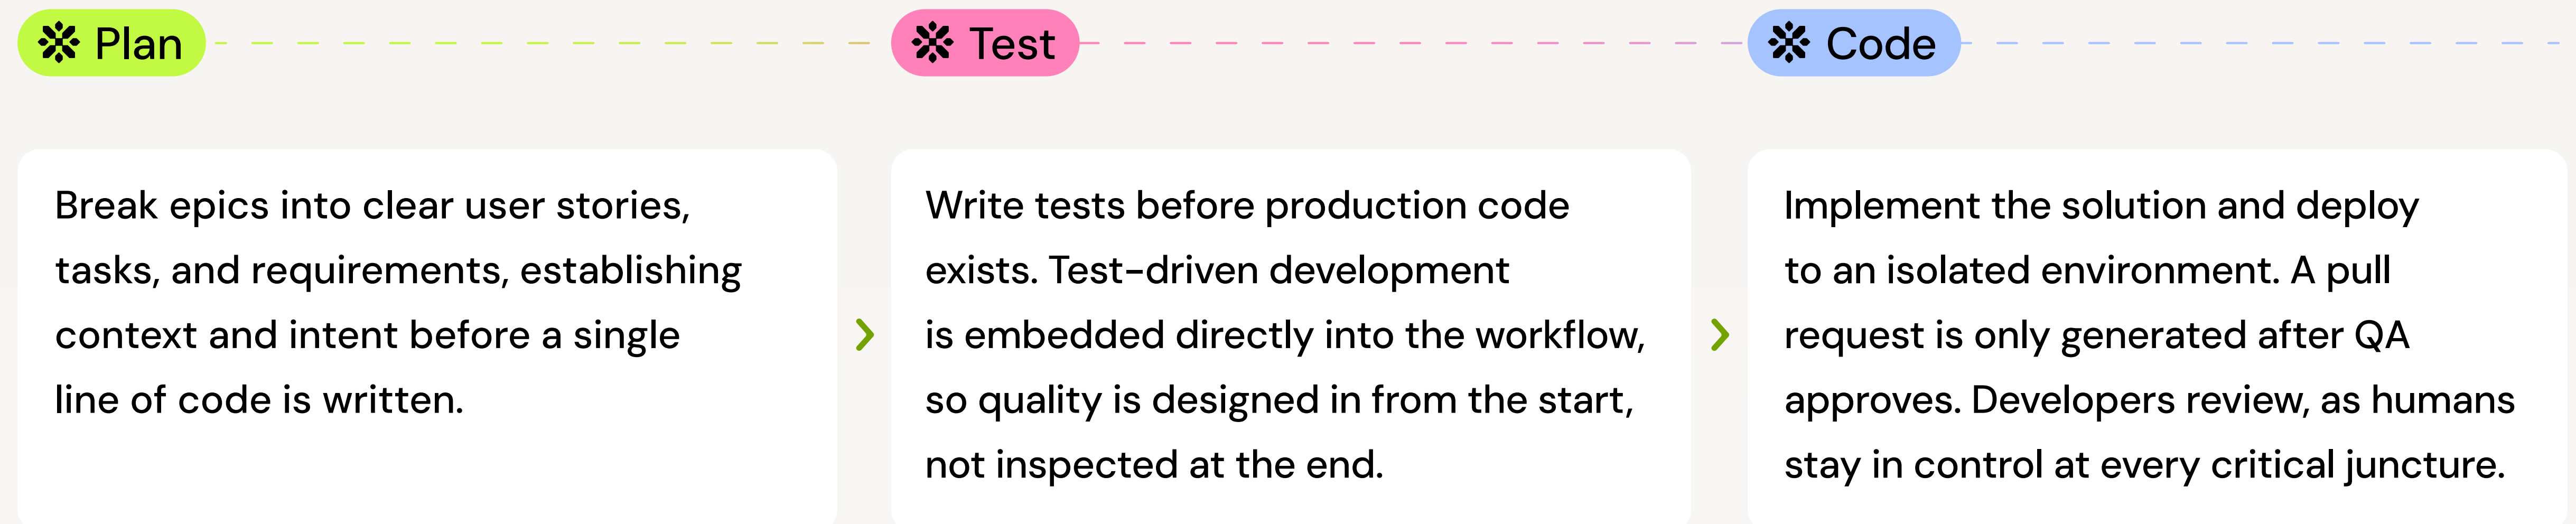 Plan
Test
Code
Break epics into clear user stories,
tasks, and requirements, establishing
context and intent before a single
line of code is written.
Write tests before production code
exists. Test-driven development
is embedded directly into the workflow,
so quality is designed in from the start,
not inspected at the end.
Implement the solution and deploy
to an isolated environment. A pull
request is only generated after QA
approves. Developers review, as humans
stay in control at every critical juncture.